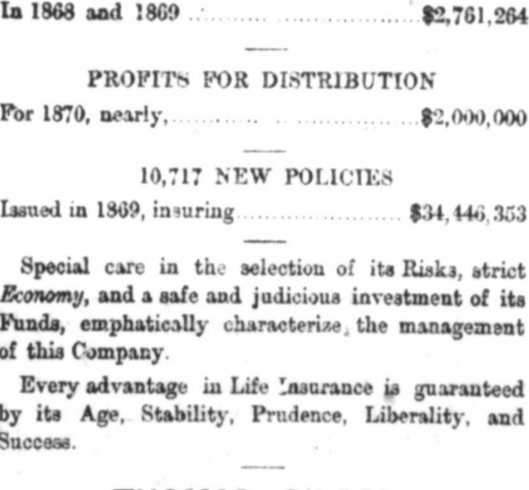 In 1868 and 1869 ........ $2,761,264
PROFITS FOR DISTRIBUTION
For 1870, nearly, ........ $2,000,000
10,717 NEW POLICIES
Issued in 1869, insuring ........ $34,446,353
Special care in the selection of its Risks, strict
Economy, and a safe and judicious investment of its
Funds, emphatically characterize, the management
of this Company.
Every advantage in Life Insurance is guaranteed
by its Age, Stability, Prudence, Liberality, and
Success.